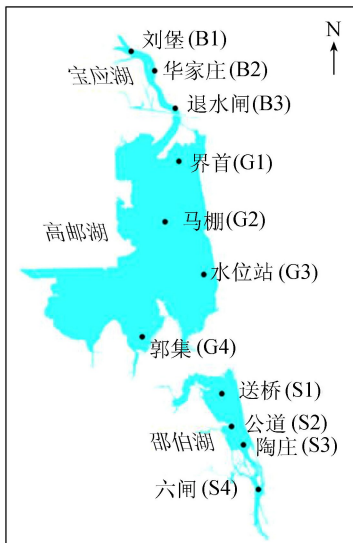 刘堡(B1)
N
宝应湖
华家庄(B2)
退水闸(B3)
界首(G1)
马棚(G2)
高邮湖
水位站(G3)
郭集(G4)
送桥(S1)
公道(S2)
邵伯湖
陶庄(S3)
六闸(S4)